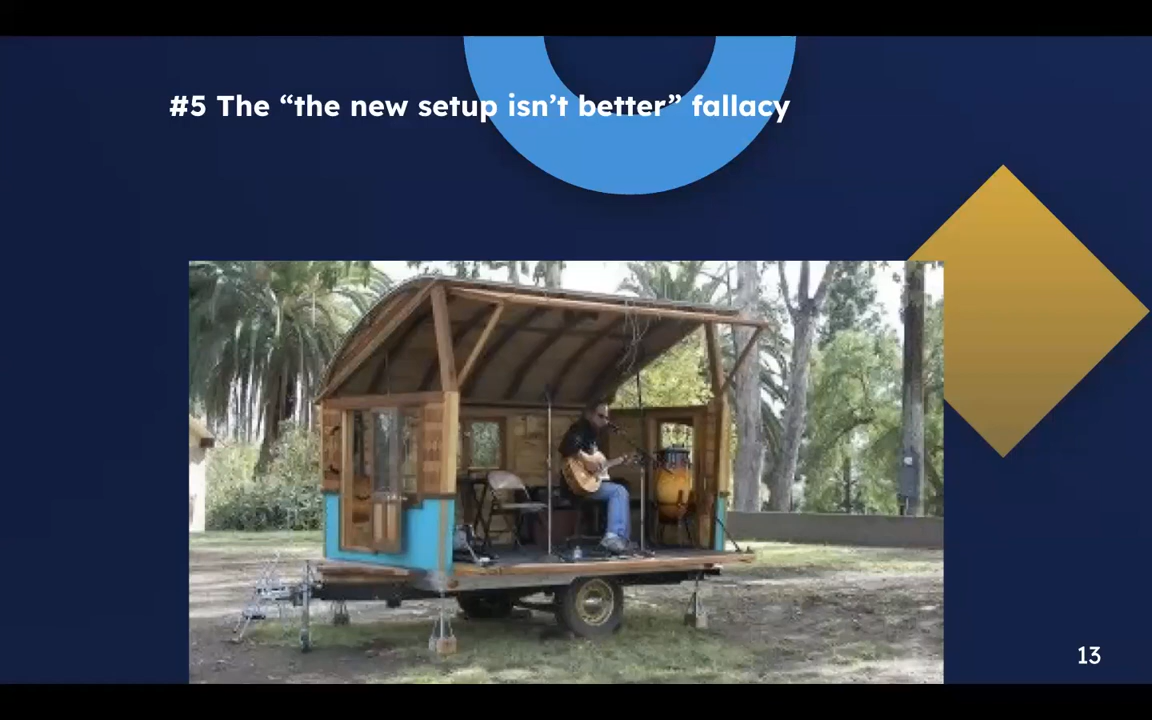 #5 The “the new setup isn’t better” fallacy
13